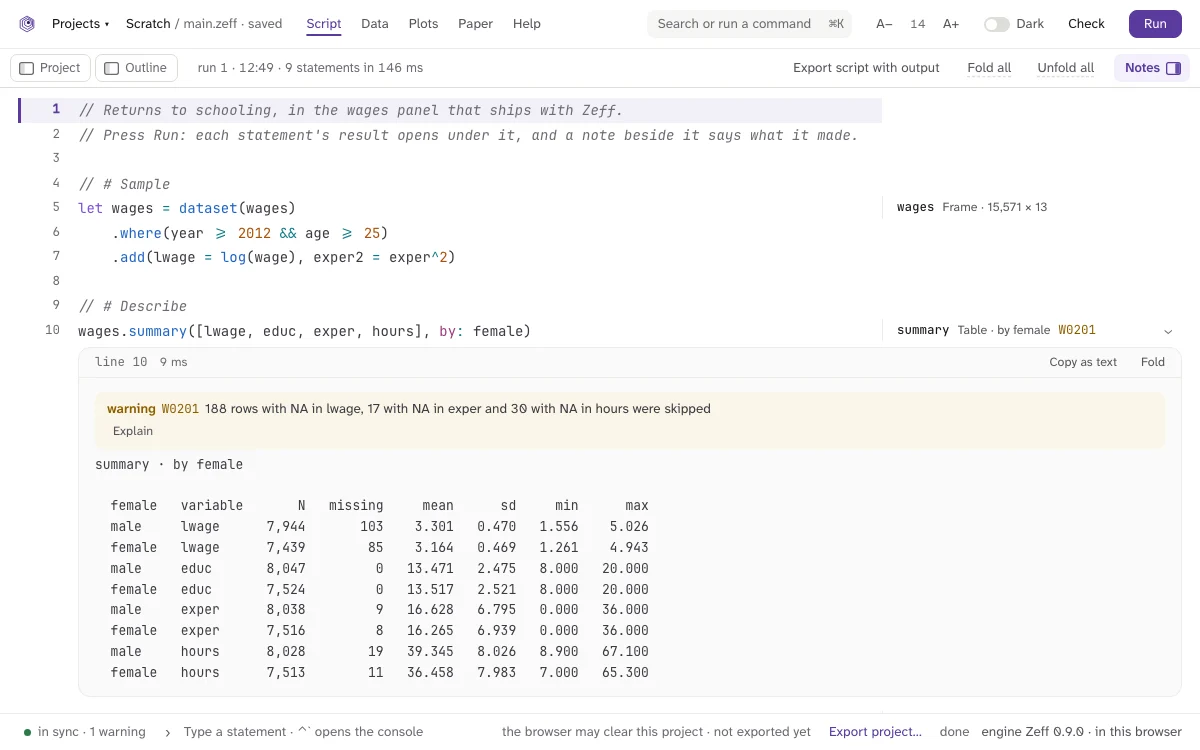 Projects ▾ Scratch / main.zeff · saved Script Data Plots Paper Help Search or run a command ⌘K A− 14 A+ Dark Check Run
Project Outline run 1 · 12:49 · 9 statements in 146 ms Export script with output Fold all Unfold all Notes
1 // Returns to schooling, in the wages panel that ships with Zeff.
2 // Press Run: each statement's result opens under it, and a note beside it says what it made.
3
4 // # Sample
5 let wages = dataset(wages) wages Frame · 15,571 × 13
6 .where(year ⩾ 2012 && age ⩾ 25)
7 .add(lwage = log(wage), exper2 = exper^2)
8
9 // # Describe
10 wages.summary([lwage, educ, exper, hours], by: female) summary Table · by female W0201
line 10 9 ms Copy as text Fold
warning W0201 188 rows with NA in lwage, 17 with NA in exper and 30 with NA in hours were skipped
Explain
summary · by female
female variable N missing mean sd min max
male lwage 7,944 103 3.301 0.470 1.556 5.026
female lwage 7,439 85 3.164 0.469 1.261 4.943
male educ 8,047 0 13.471 2.475 8.000 20.000
female educ 7,524 0 13.517 2.521 8.000 20.000
male exper 8,038 9 16.628 6.795 0.000 36.000
female exper 7,516 8 16.265 6.939 0.000 36.000
male hours 8,028 19 39.345 8.026 8.900 67.100
female hours 7,513 11 36.458 7.983 7.000 65.300
in sync · 1 warning › Type a statement · ^` opens the console the browser may clear this project · not exported yet Export project… done engine Zeff 0.9.0 · in this browser